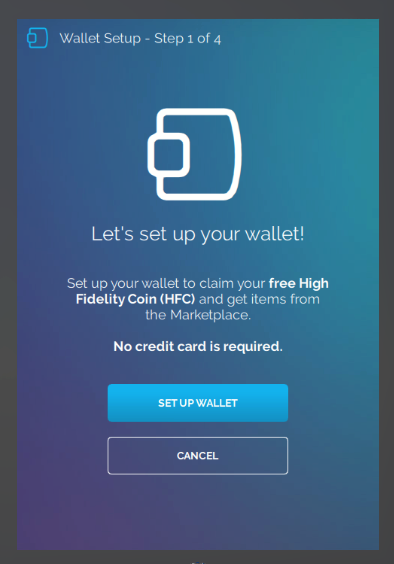 Wallet Setup - Step 1 of 4
Let's set up your wallet!
Set up your wallet to claim your free High
Fidelity Coin (HFC) and get items from
the Marketplace.
No credit card is required.
SET UP WALLET
CANCEL